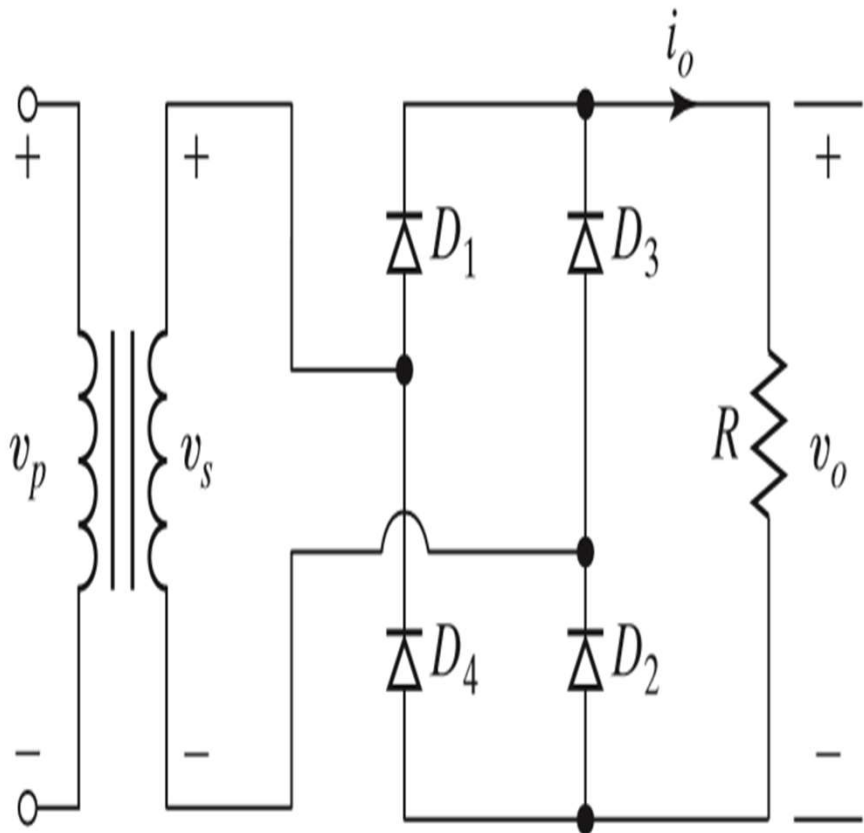 i_o
+ + +
D_1 D_3
v_p v_s R v_o
D_4 D_2
− − −